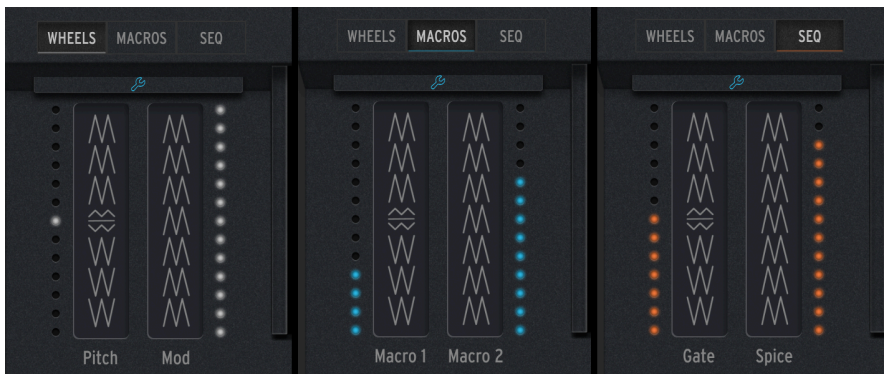 WHEELS MACROS SEQ
Pitch Mod
WHEELS MACROS SEQ
Macro 1 Macro 2
WHEELS MACROS SEQ
Gate Spice